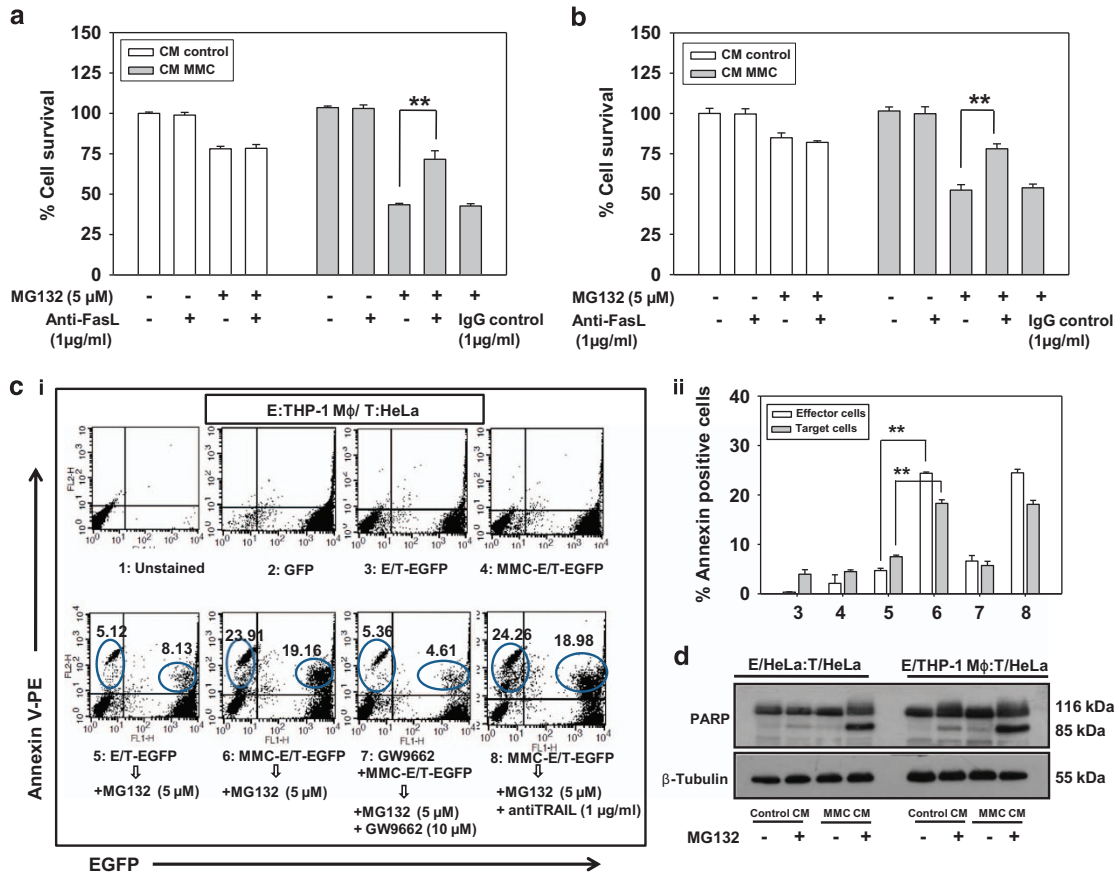 a
150
125
100
75
50
25
0
% Cell survival
CM control
CM MMC
**
MG132 (5 µM) - - + + - - + + +
Anti-FasL - + - + - + - + IgG control
(1µg/ml) (1µg/ml)
b
150
125
100
75
50
25
0
% Cell survival
CM control
CM MMC
**
MG132 (5 µM) - - + + - - + + +
Anti-FasL - + - + - + - + IgG control
(1µg/ml) (1µg/ml)
c i
E:THP-1 Mϕ/ T:HeLa
FL2-H
FL1-H
1: Unstained
2: GFP
3: E/T-EGFP
4: MMC-E/T-EGFP
5.12
8.13
23.91
19.16
5.36
4.61
24.26
18.98
5: E/T-EGFP
+MG132 (5 µM)
6: MMC-E/T-EGFP
+MG132 (5 µM)
7: GW9662
+MMC-E/T-EGFP
+MG132 (5 µM)
+ GW9662 (10 µM)
8: MMC-E/T-EGFP
+MG132 (5 µM)
+ antiTRAIL (1 µg/ml)
Annexin V-PE
EGFP
ii
40
30
20
10
0
% Annexin positive cells
Effector cells
Target cells
**
**
3 4 5 6 7 8
d
E/HeLa:T/HeLa E/THP-1 Mϕ:T/HeLa
PARP
116 kDa
85 kDa
β-Tubulin
55 kDa
Control CM MMC CM Control CM MMC CM
MG132 - + - + - + - +